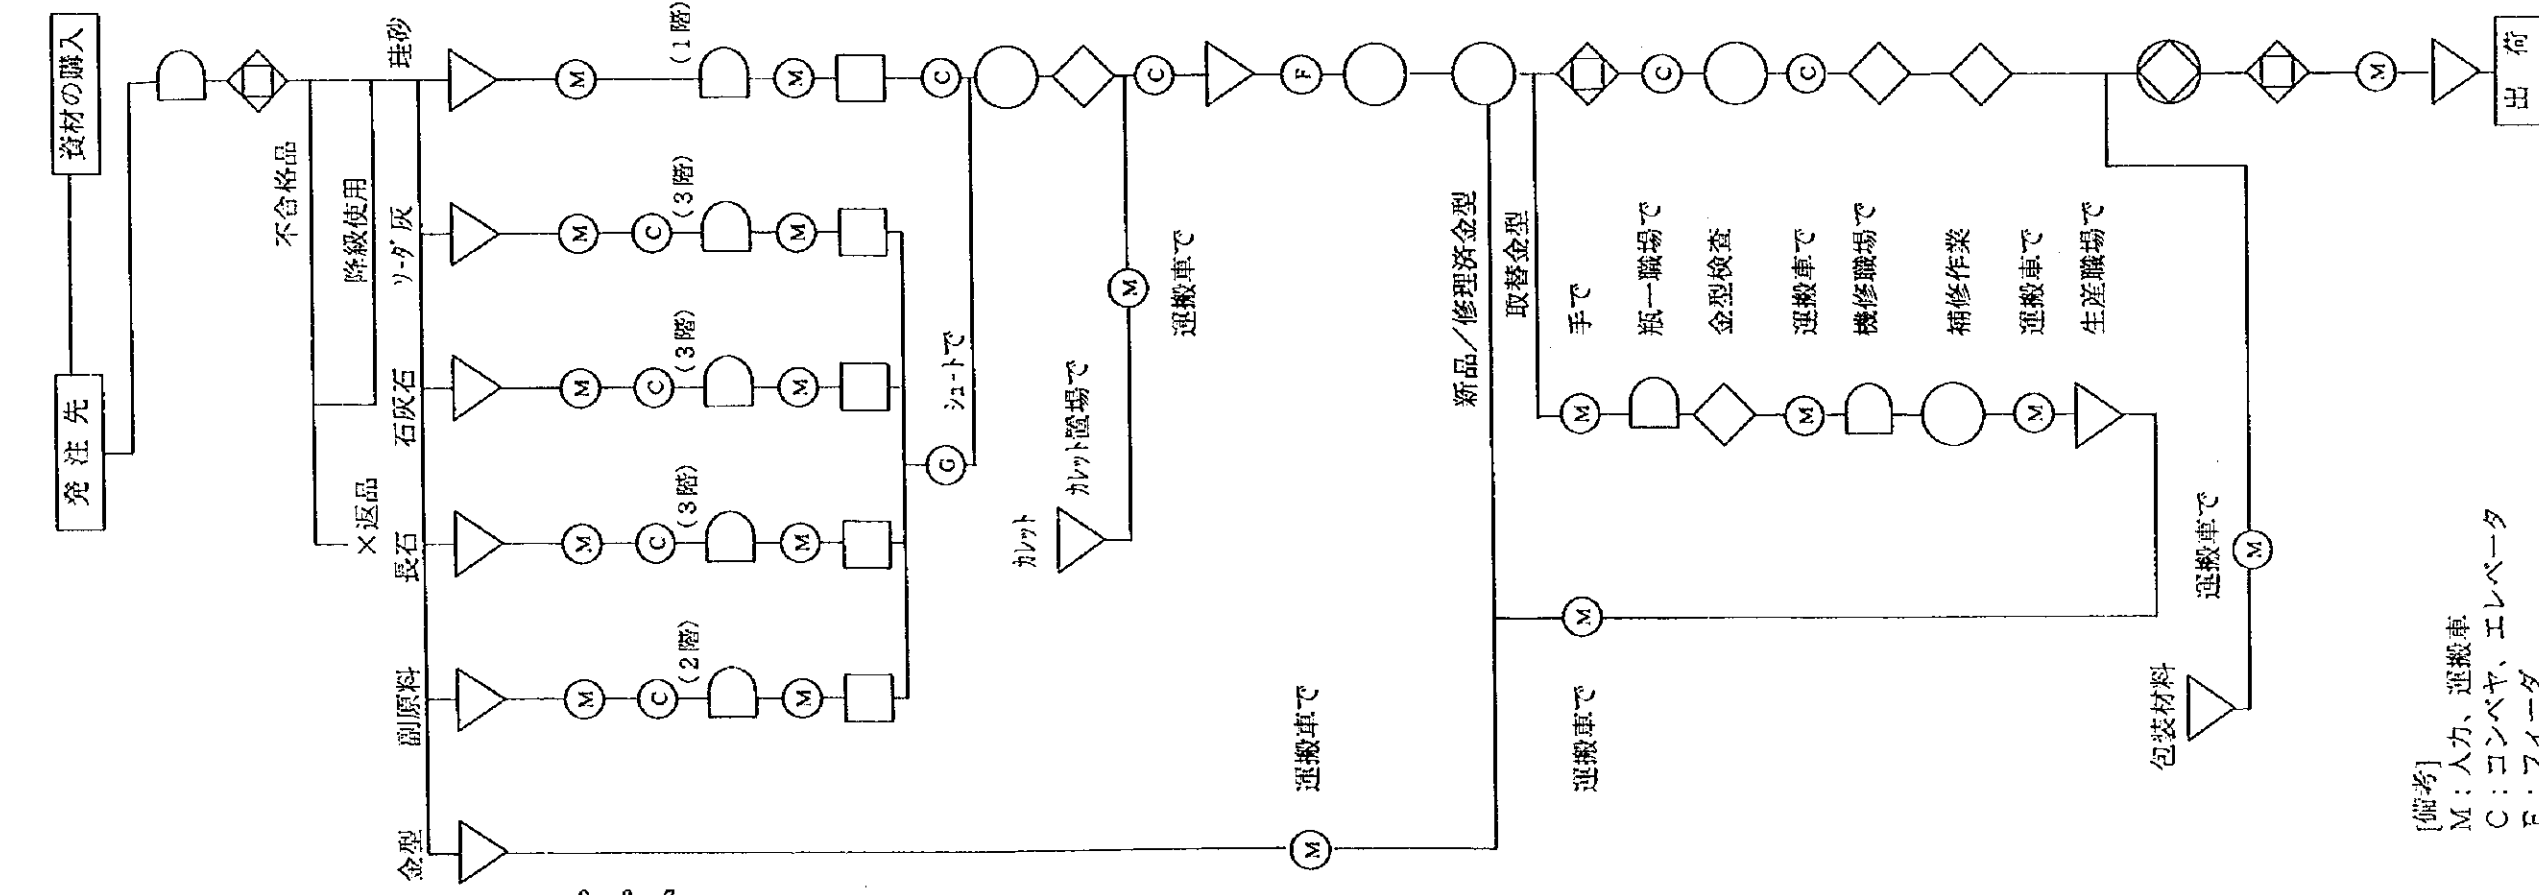 資材の購入
発注先
不合格品
降級使用
×返品
珪砂
ソーダ灰
石灰石
長石
副原料
金型
M
M
M
M
M
C
C
C
C
(1階)
(3階)
(3階)
(3階)
(2階)
M
M
M
M
M
C
G
シュートで
カレット
カレット置場で
M
運搬車で
C
F
M
運搬車で
新品/修理済金型
取替金型
M
手で
瓶一職場で
金型検査
M
運搬車で
機修職場で
補修作業
M
運搬車で
生産職場で
M
運搬車で
C
C
包装材料
M
運搬車で
M
出荷
[備考]
M:人力、運搬車
C:コンベヤ、エレベータ
F:フィーダ